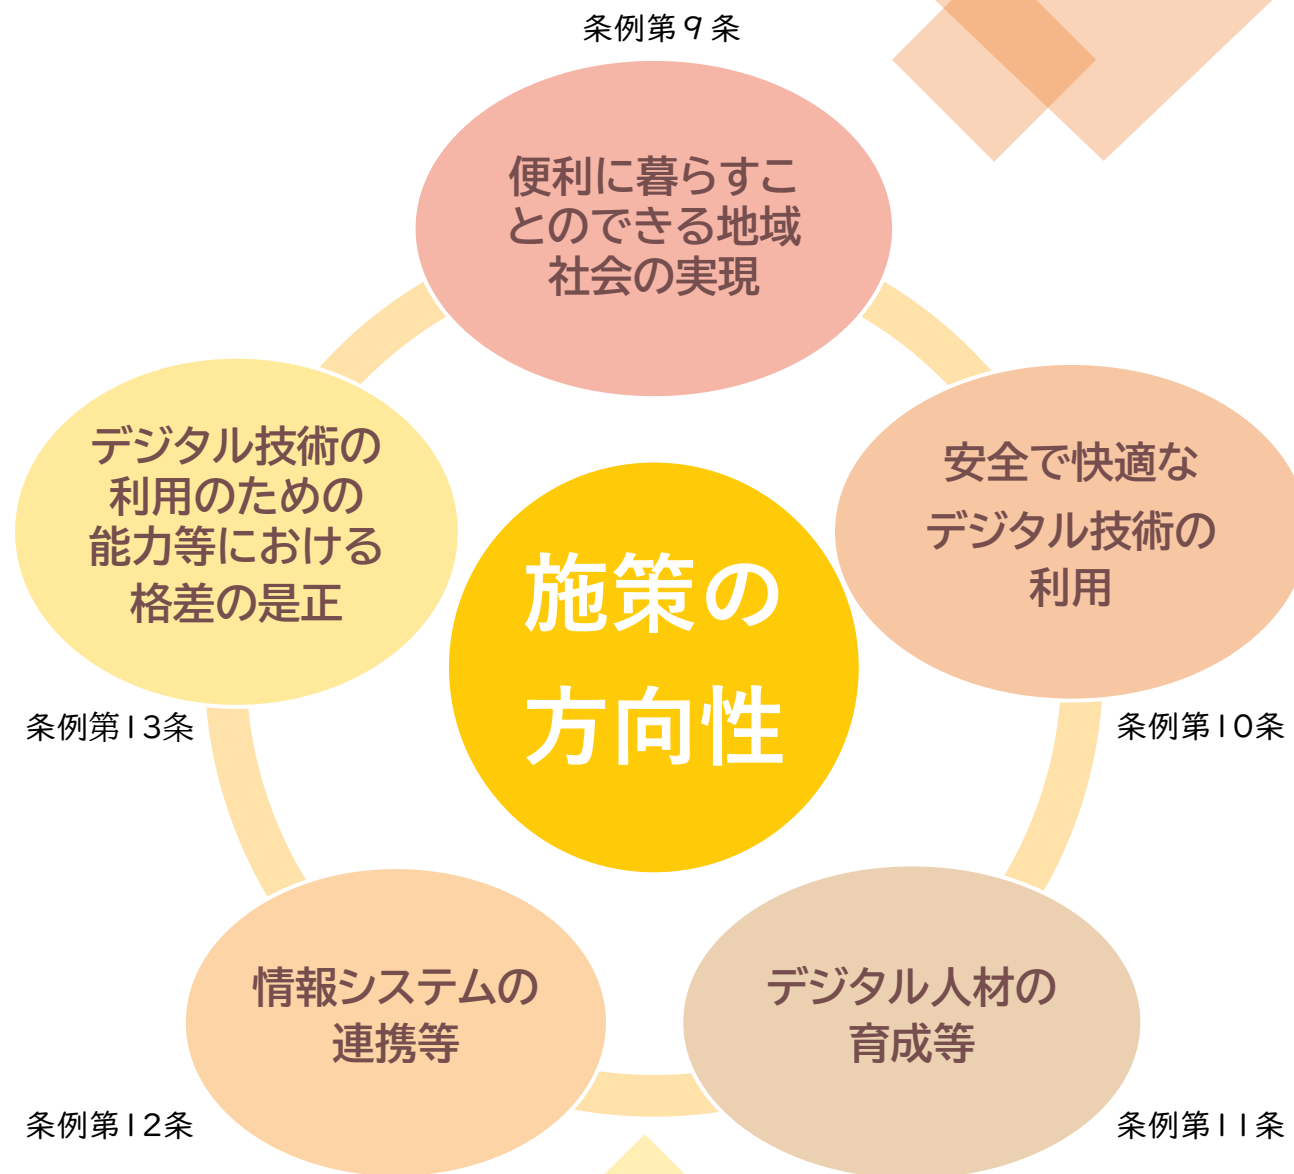 条例第９条
便利に暮らすこ
とのできる地域
社会の実現
安全で快適な
デジタル技術の
利用
条例第10条
デジタル人材の
育成等
条例第11条
情報システムの
連携等
条例第12条
デジタル技術の
利用のための
能力等における
格差の是正
条例第13条
施策の
方向性